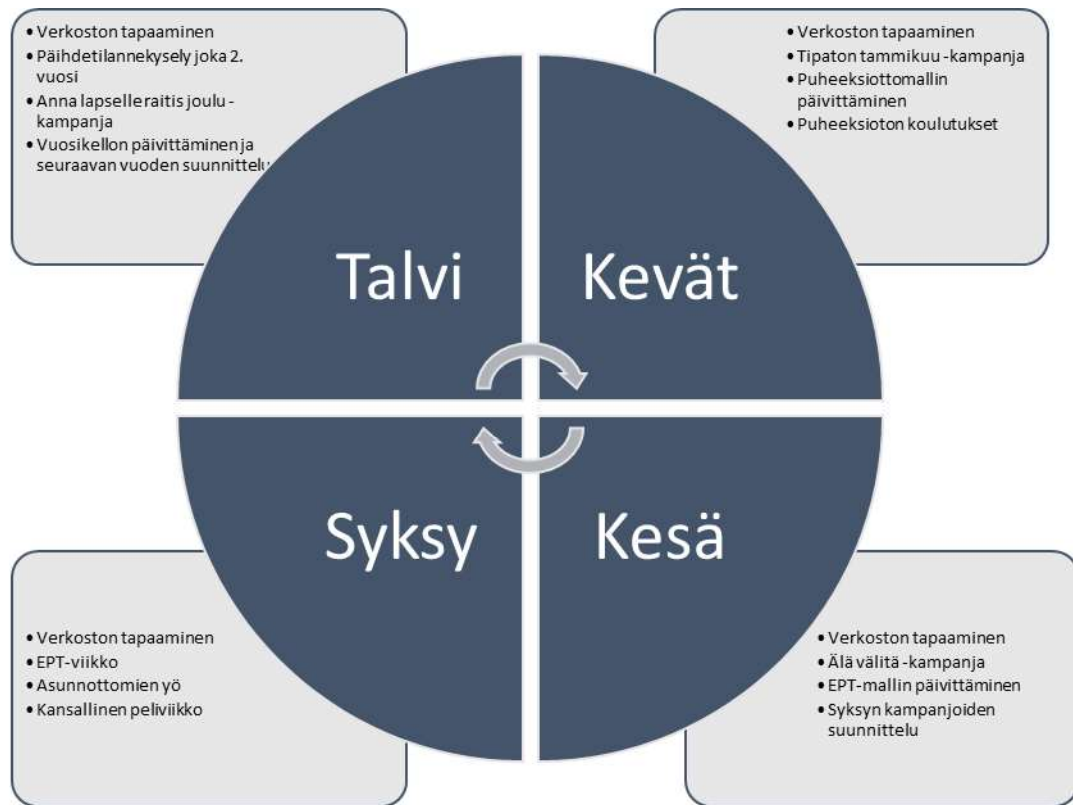 • Verkoston tapaaminen
• Päihdetilannekysely joka 2.
vuosi
• Anna lapselle raitis joulu -
kampanja
• Vuosikellon päivittäminen ja
seuraavan vuoden suunnittelu
• Verkoston tapaaminen
• Tipaton tammikuu -kampanja
• Puheeksiottomallin
päivittäminen
• Puheeksioton koulutukset
Talvi
Kevät
Syksy
Kesä
• Verkoston tapaaminen
• EPT-viikko
• Asunnottomien yö
• Kansallinen peliviikko
• Verkoston tapaaminen
• Älä välitä -kampanja
• EPT-mallin päivittäminen
• Syksyn kampanjoiden
suunnittelu